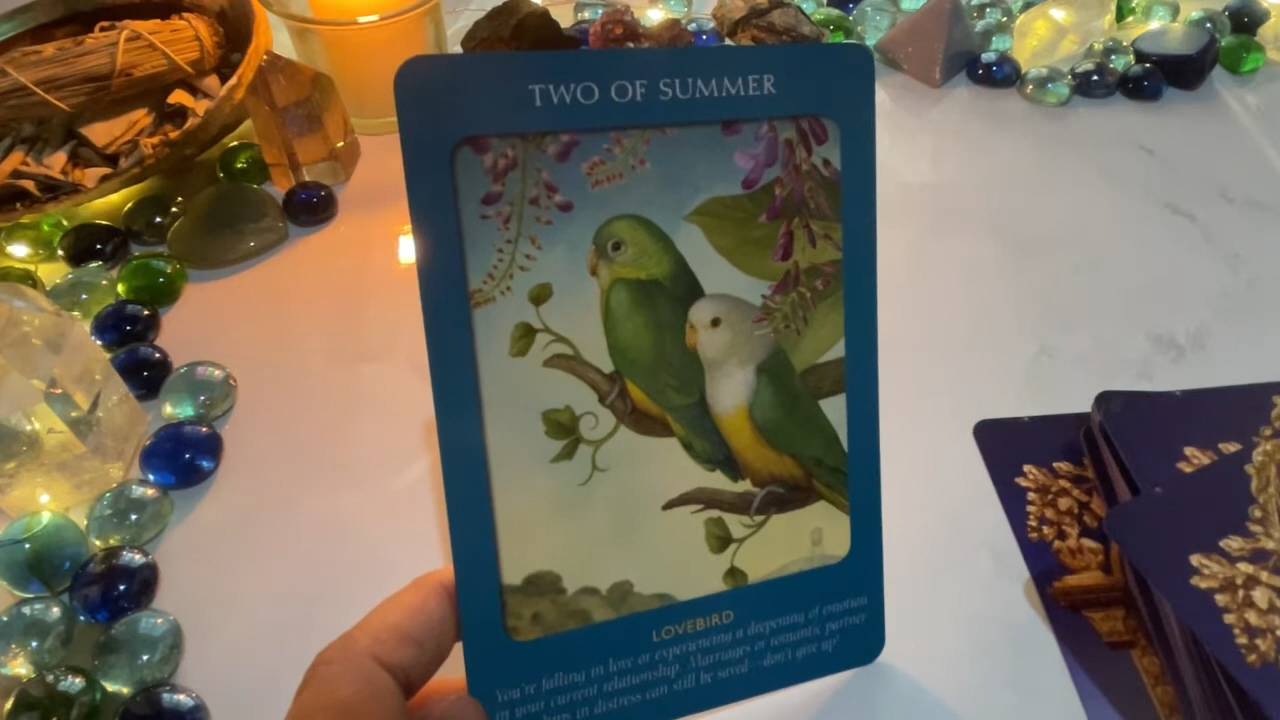 TWO OF SUMMER
LOVEBIRD
You're falling in love or experiencing a deepening of emotion
in your current relationship. Marriages or romantic partner
in distress can still be saved—don't give up!